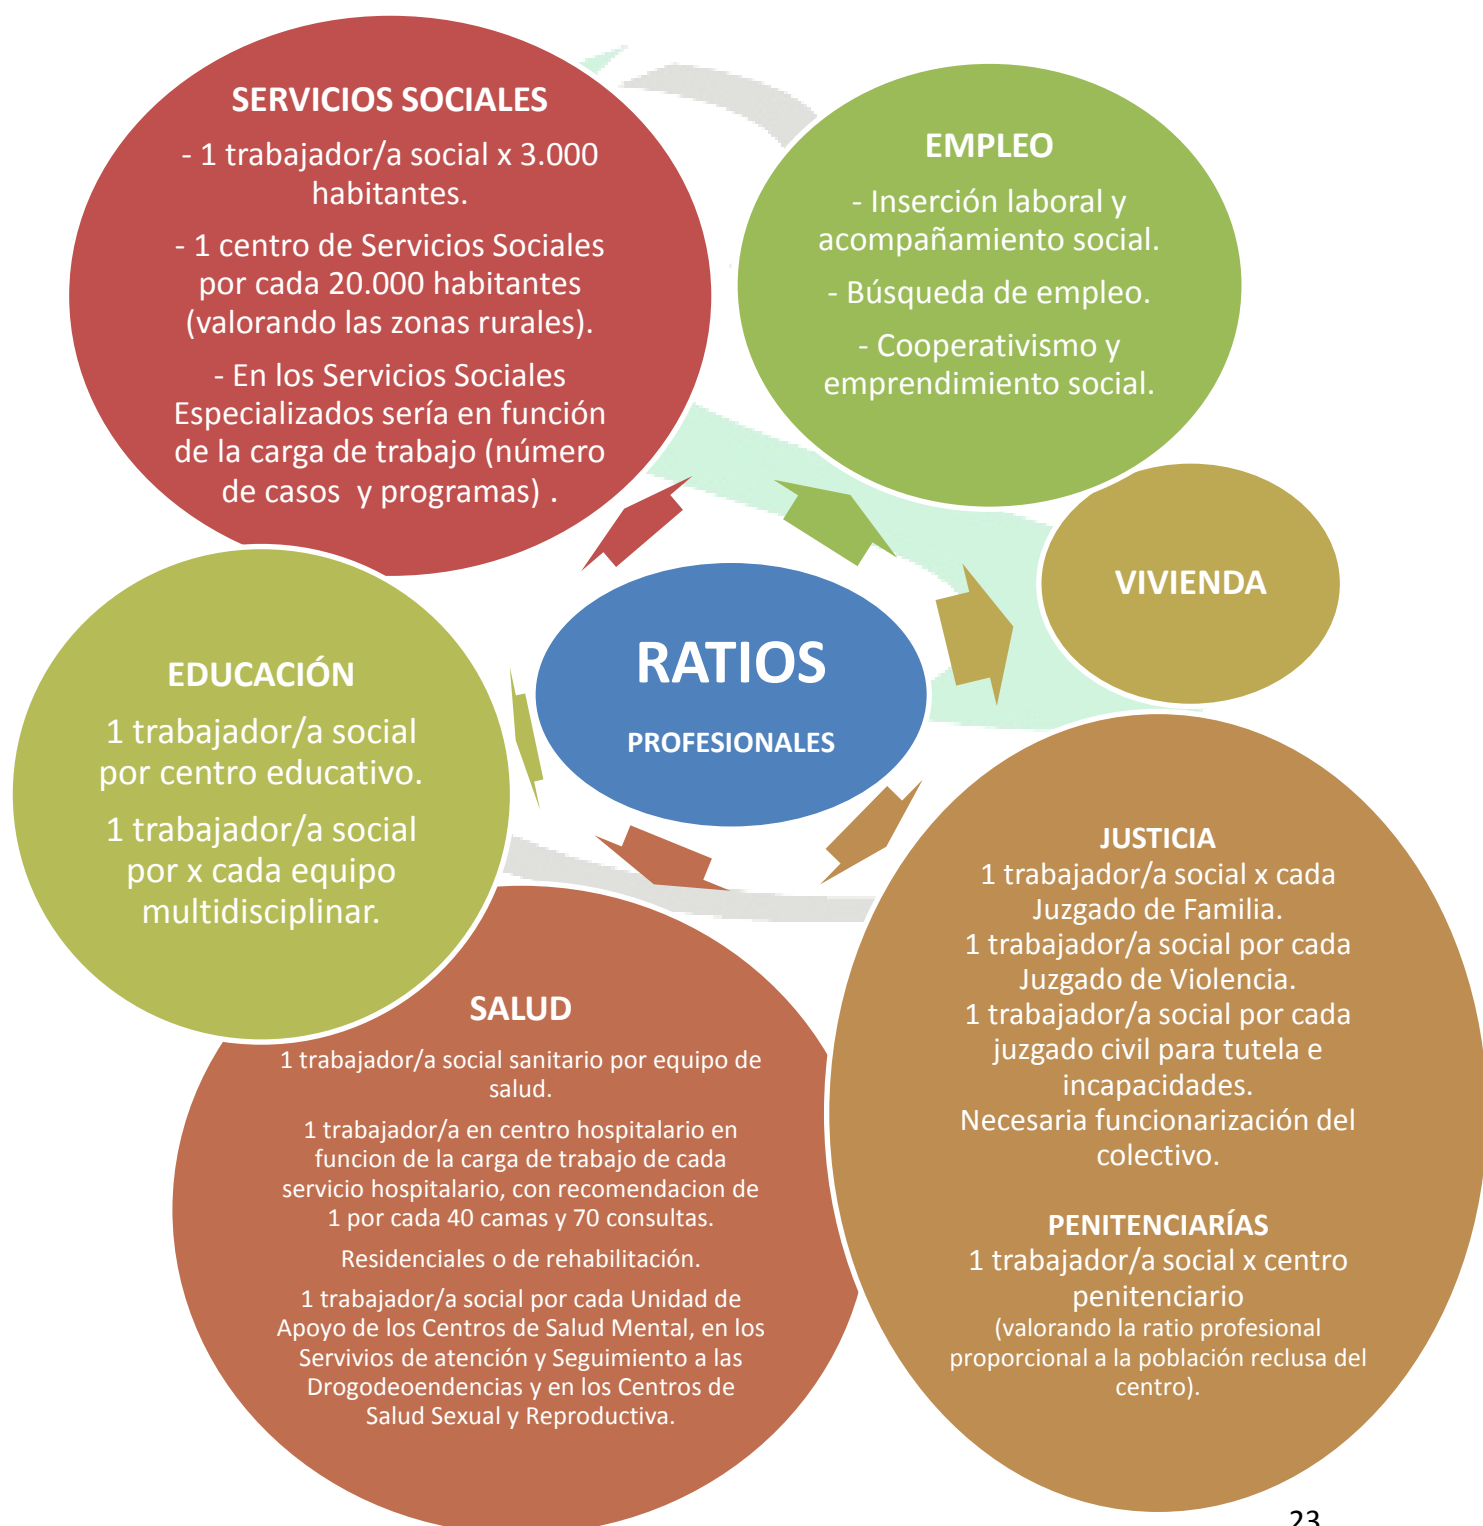 SERVICIOS SOCIALES
- 1 trabajador/a social x 3.000
habitantes.
- 1 centro de Servicios Sociales
por cada 20.000 habitantes
(valorando las zonas rurales).
- En los Servicios Sociales
Especializados sería en función
de la carga de trabajo (número
de casos  y programas) .
EMPLEO
- Inserción laboral y
acompañamiento social.
- Búsqueda de empleo.
- Cooperativismo y
emprendimiento social.
VIVIENDA
RATIOS
PROFESIONALES
EDUCACIÓN
1 trabajador/a social
por centro educativo.
1 trabajador/a social
por x cada equipo
multidisciplinar.
JUSTICIA
1 trabajador/a social x cada
Juzgado de Familia.
1 trabajador/a social por cada
Juzgado de Violencia.
1 trabajador/a social por cada
juzgado civil para tutela e
incapacidades.
Necesaria funcionarización del
colectivo.
PENITENCIARÍAS
1 trabajador/a social x centro
penitenciario
(valorando la ratio profesional
proporcional a la población reclusa del
centro).
SALUD
1 trabajador/a social sanitario por equipo de
salud.
1 trabajador/a en centro hospitalario en
funcion de la carga de trabajo de cada
servicio hospitalario, con recomendacion de
1 por cada 40 camas y 70 consultas.
Residenciales o de rehabilitación.
1 trabajador/a social por cada Unidad de
Apoyo de los Centros de Salud Mental, en los
Servivios de atención y Seguimiento a las
Drogodeoendencias y en los Centros de
Salud Sexual y Reproductiva.
23